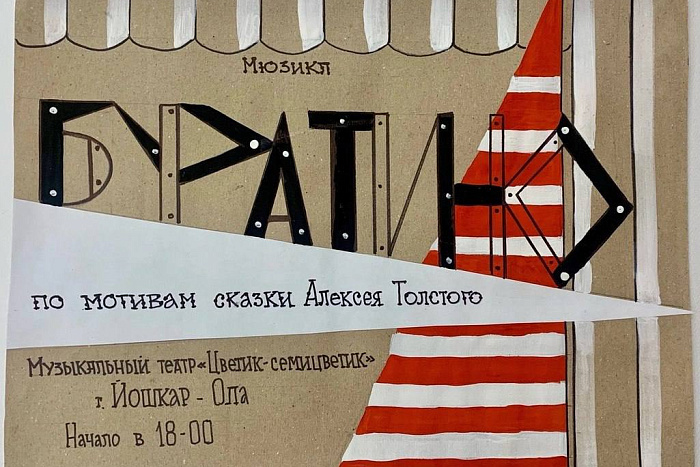 Мюзикл
БУРАТИНО
по мотивам сказки Алексея Толстого
Музыкальный театр «Цветик-семицветик»
г. Йошкар-Ола
Начало в 18-00